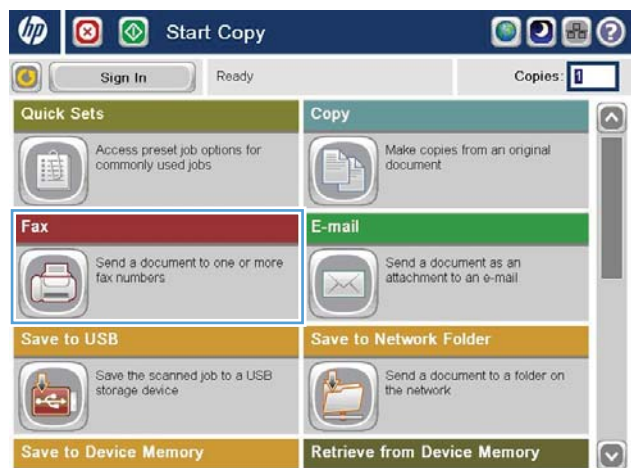 hp
Start Copy
?
Sign In
Ready
Copies: 1
Quick Sets
Access preset job options for
commonly used jobs
Copy
Make copies from an original
document
Fax
Send a document to one or more
fax numbers
E-mail
Send a document as an
attachment to an e-mail
Save to USB
Save the scanned job to a USB
storage device
Save to Network Folder
Send a document to a folder on
the network
Save to Device Memory
Retrieve from Device Memory